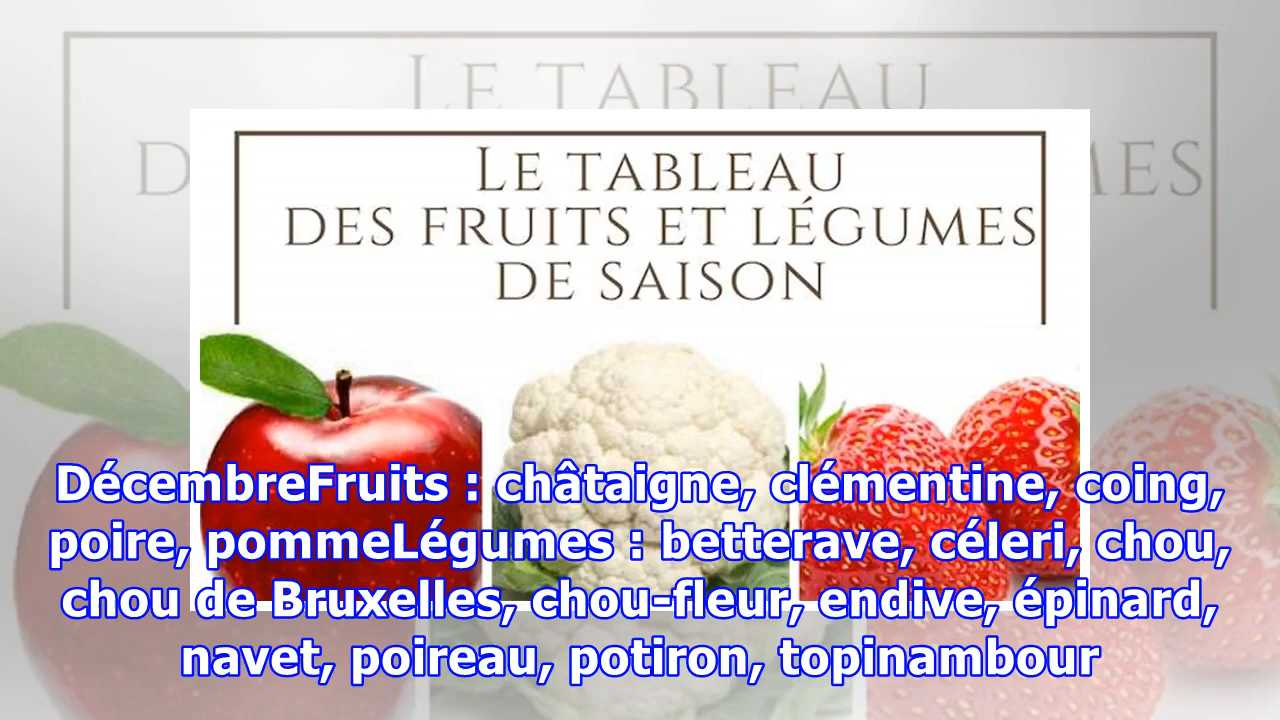 LE TABLEAU
DES FRUITS ET LÉGUMES
DE SAISON
DécembreFruits : châtaigne, clémentine, coing,
poire, pommeLégumes : betterave, céleri, chou,
chou de Bruxelles, chou-fleur, endive, épinard,
navet, poireau, potiron, topinambour